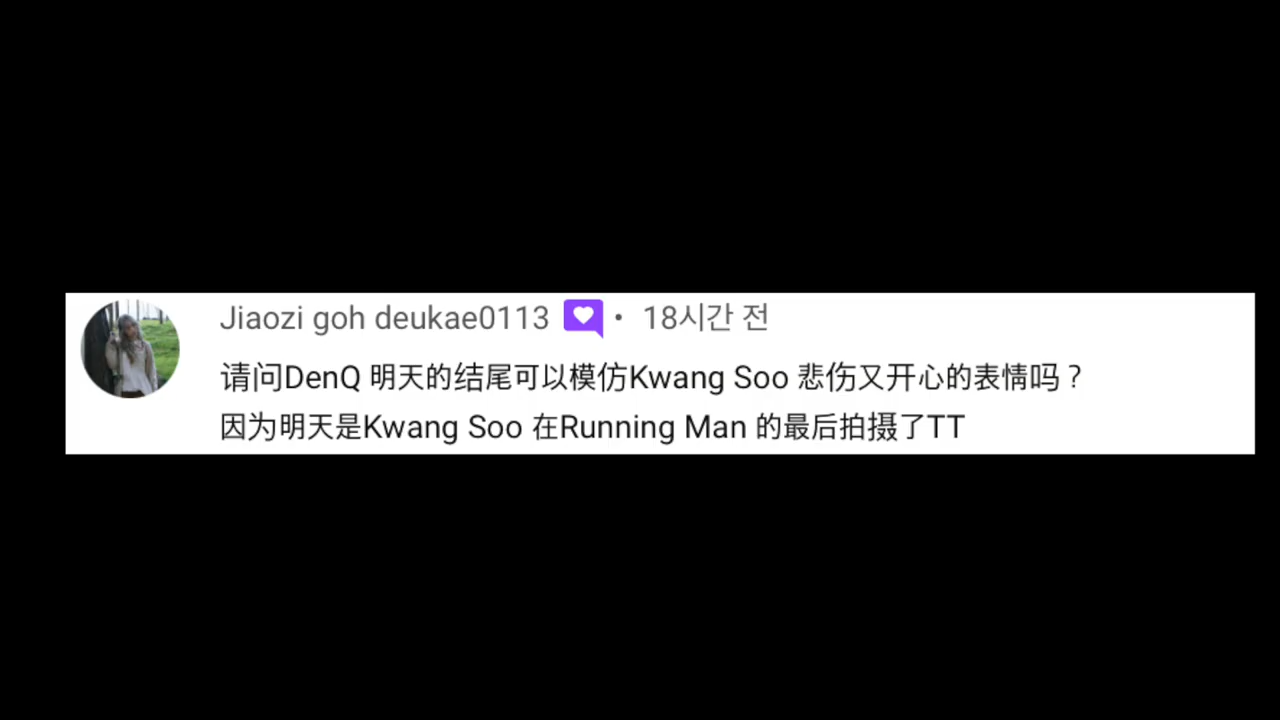 Jiaozi goh deukae0113 • 18시간 전
请问DenQ 明天的结尾可以模仿Kwang Soo 悲伤又开心的表情吗？
因为明天是Kwang Soo 在Running Man 的最后拍摄了TT